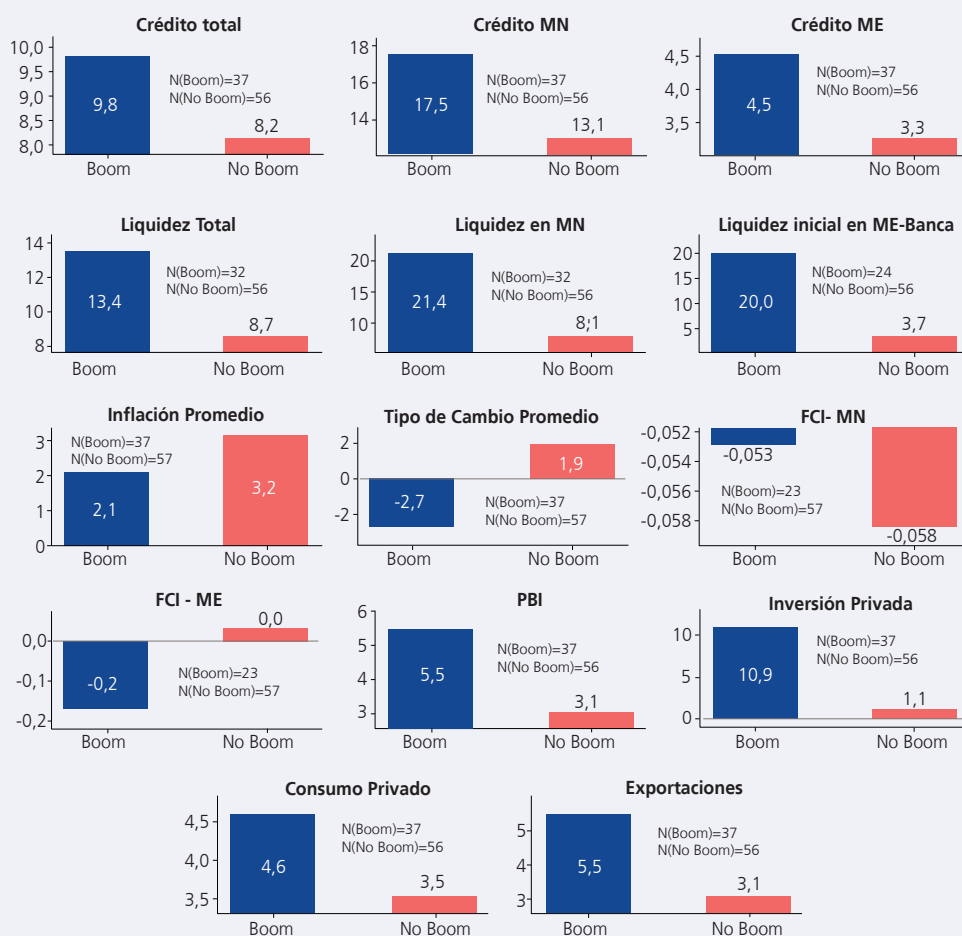 Crédito total
10,0
9,5
9,0
8,5
8,0
9,8
N(Boom)=37
N(No Boom)=56
8,2
Boom
No Boom
Crédito MN
18
16
14
17,5
N(Boom)=37
N(No Boom)=56
13,1
Boom
No Boom
Crédito ME
4,5
4,0
3,5
4,5
N(Boom)=37
N(No Boom)=56
3,3
Boom
No Boom
Liquidez Total
14
12
10
8
13,4
N(Boom)=32
N(No Boom)=56
8,7
Boom
No Boom
Liquidez en MN
20
15
10
21,4
N(Boom)=32
N(No Boom)=56
8,1
Boom
No Boom
Liquidez inicial en ME-Banca
20
15
10
5
20,0
N(Boom)=24
N(No Boom)=56
3,7
Boom
No Boom
Inflación Promedio
3
2
1
0
N(Boom)=37
N(No Boom)=57
2,1
3,2
Boom
No Boom
Tipo de Cambio Promedio
2
0
-2
-2,7
1,9
N(Boom)=37
N(No Boom)=57
Boom
No Boom
FCI- MN
-0,052
-0,054
-0,056
-0,058
-0,053
N(Boom)=23
N(No Boom)=57
-0,058
Boom
No Boom
FCI - ME
0,0
-0,1
-0,2
-0,2
0,0
N(Boom)=23
N(No Boom)=57
Boom
No Boom
PBI
6
5
4
3
5,5
N(Boom)=37
N(No Boom)=56
3,1
Boom
No Boom
Inversión Privada
10
5
0
10,9
N(Boom)=37
N(No Boom)=56
1,1
Boom
No Boom
Consumo Privado
4,5
4,0
3,5
4,6
N(Boom)=37
N(No Boom)=56
3,5
Boom
No Boom
Exportaciones
5
4
3
5,5
N(Boom)=37
N(No Boom)=56
3,1
Boom
No Boom